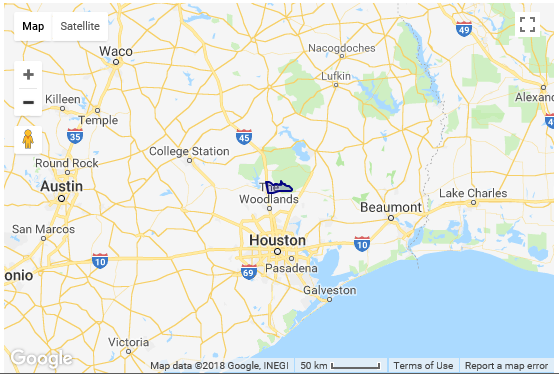 Map Satellite
49
Nacogdoches
Waco
Lufkin
Killeen
Alexand
Temple
35
45
College Station
Round Rock
Austin
The
Woodlands
Lake Charles
Beaumont
San Marcos
Houston
10
10
Pasadena
onio
69
Galveston
Victoria
Google
Map data ©2018 Google, INEGI 50 km Terms of Use Report a map error